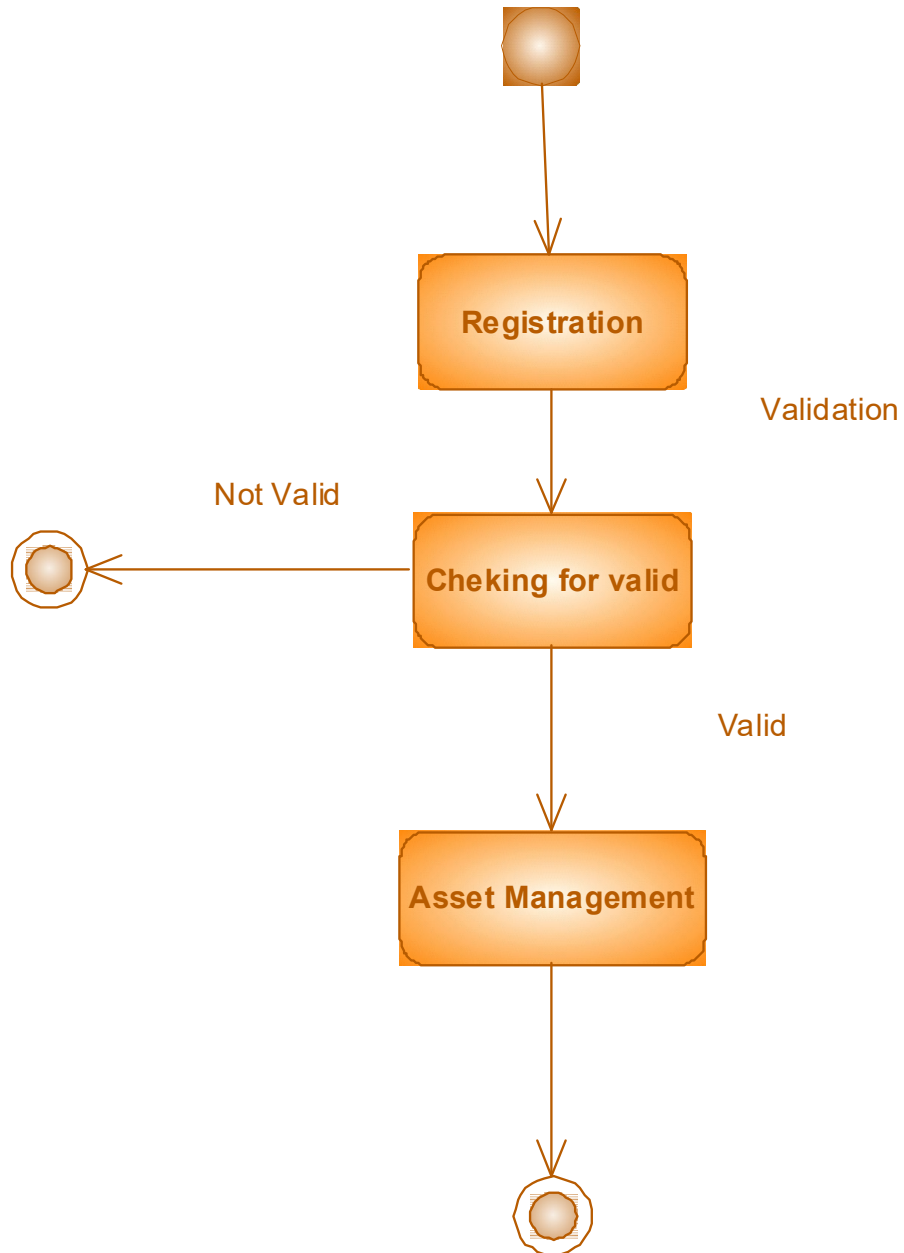 Registration
Validation
Not Valid
Cheking for valid
Valid
Asset Management